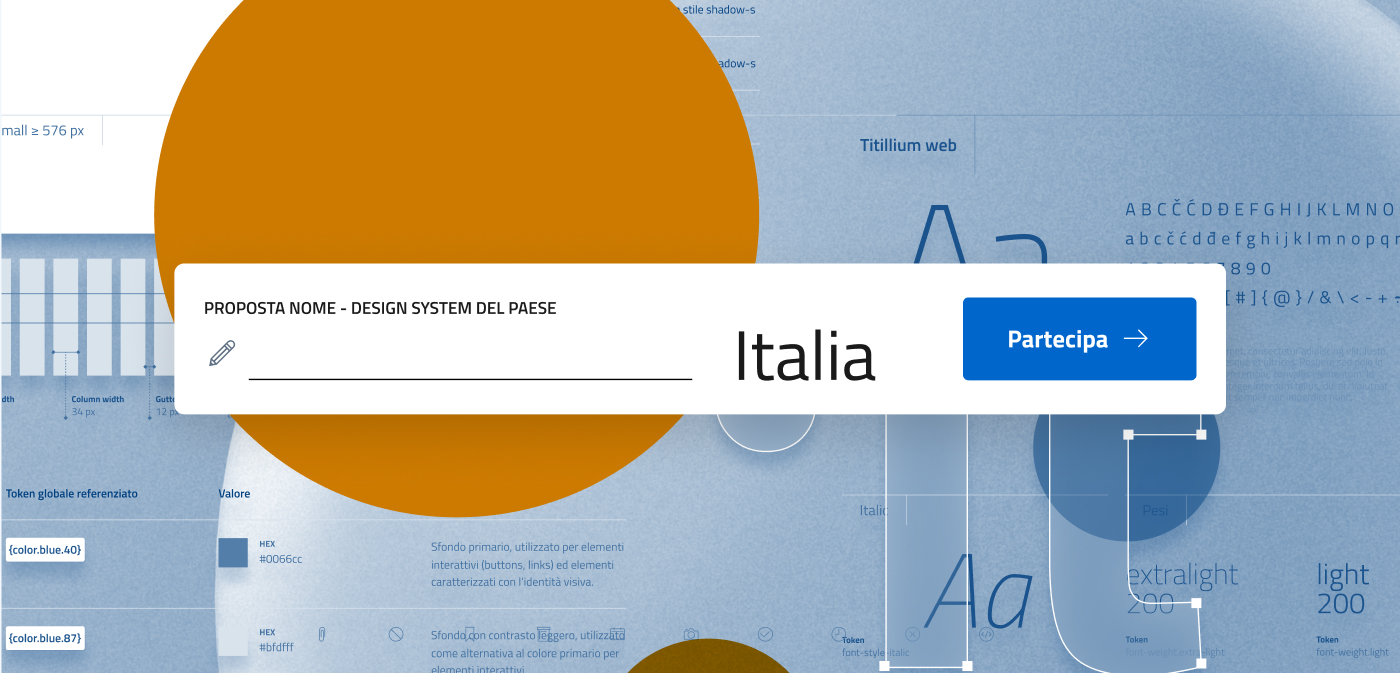 stile shadow-s
adow-s
mall ≥ 576 px
Titillium web
Aa
A B C Č Ć D Đ E F G H I J K L M N O
a b c č ć d đ e f g h i j k l m n o p q r
8 9 0
[ # ] { @ } / & \ < - +
PROPOSTA NOME - DESIGN SYSTEM DEL PAESE
Italia
Partecipa →
dth
Column width
34 px
Gutt
12 px
Token globale referenziato
Valore
{color.blue.40}
HEX
#0066cc
Sfondo primario, utilizzato per elementi
interattivi (buttons, links) ed elementi
caratterizzati con l'identità visiva.
{color.blue.87}
HEX
#bfdfff
Sfondo con contrasto leggero, utilizzato
come alternativa al colore primario per
elementi interattivi.
Italic
Aa
Token
font-style-italic
Pesi
extralight
200
Token
font-weight.extralight
light
200
Token
font-weight.light